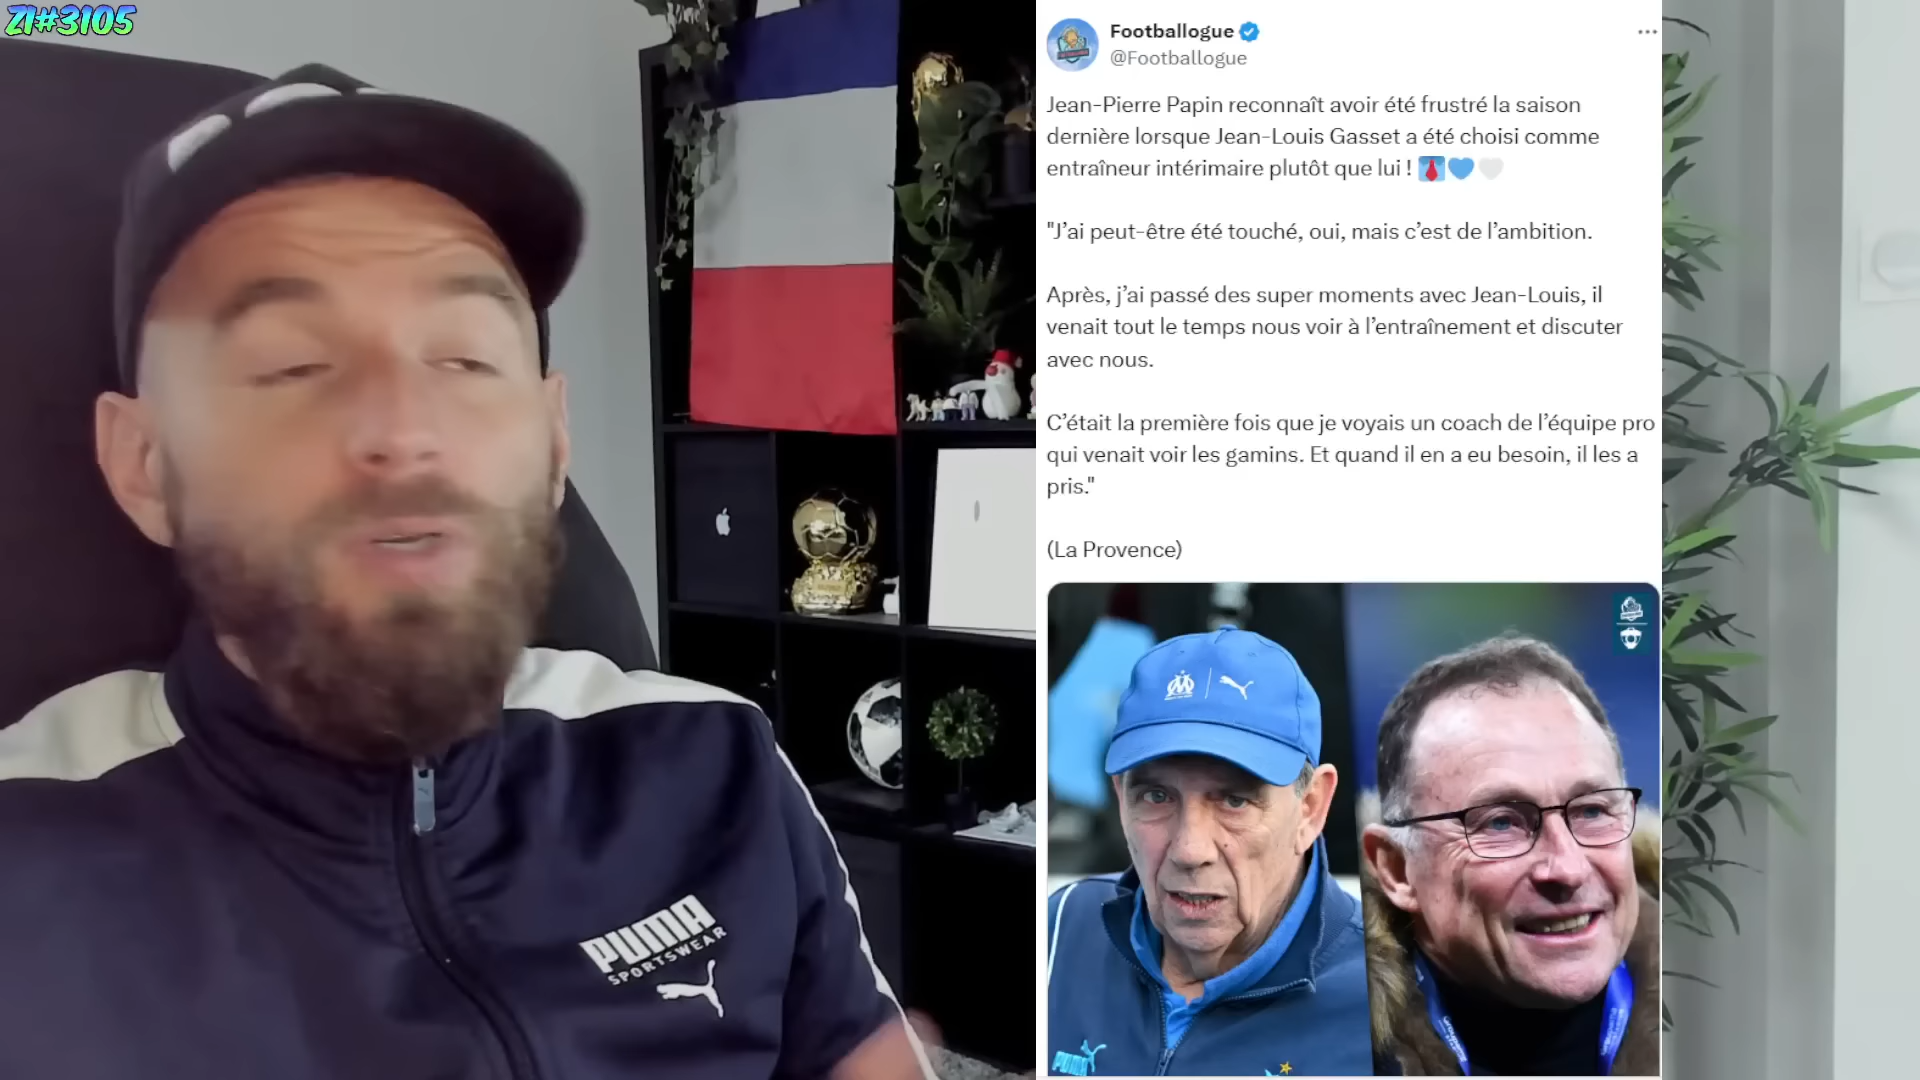 ZI#3105
Footballogue
@Footballogue
Jean-Pierre Papin reconnaît avoir été frustré la saison
dernière lorsque Jean-Louis Gasset a été choisi comme
entraîneur intérimaire plutôt que lui !
"J’ai peut-être été touché, oui, mais c’est de l’ambition.
Après, j’ai passé des super moments avec Jean-Louis, il
venait tout le temps nous voir à l’entraînement et discuter
avec nous.
C’était la première fois que je voyais un coach de l’équipe pro
qui venait voir les gamins. Et quand il en a eu besoin, il les a
pris."
(La Provence)
PUMA
SPORTSWEAR
PUMA